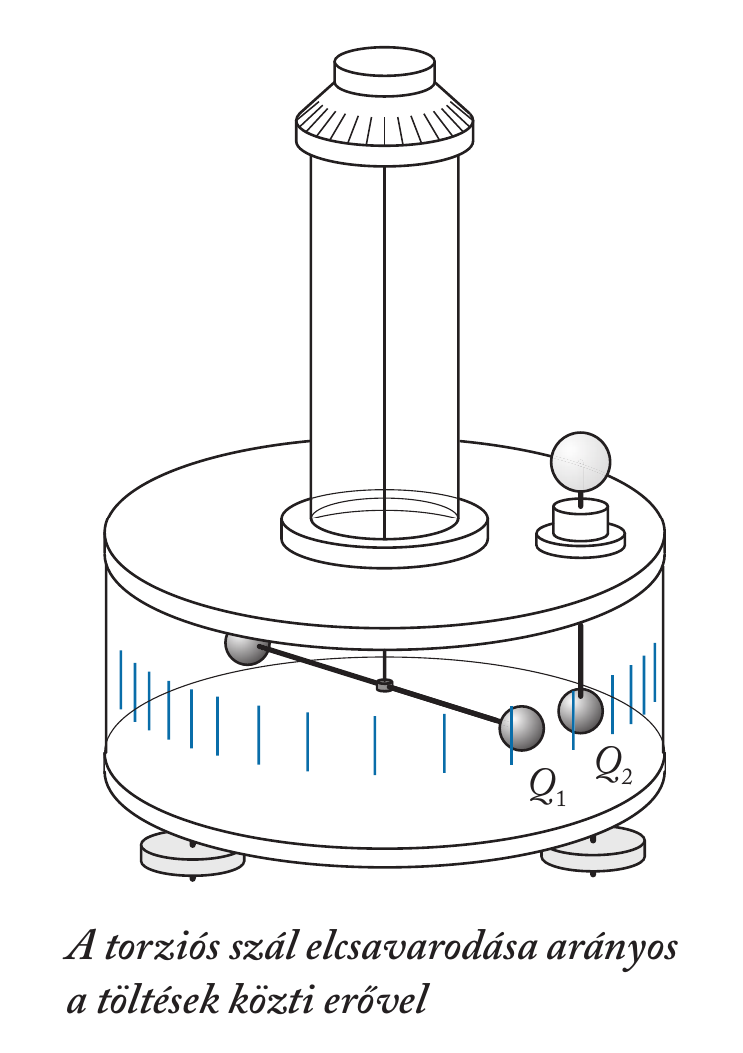 Q₁
Q₂
A torziós szál elcsavarodása arányos
a töltések közti erővel